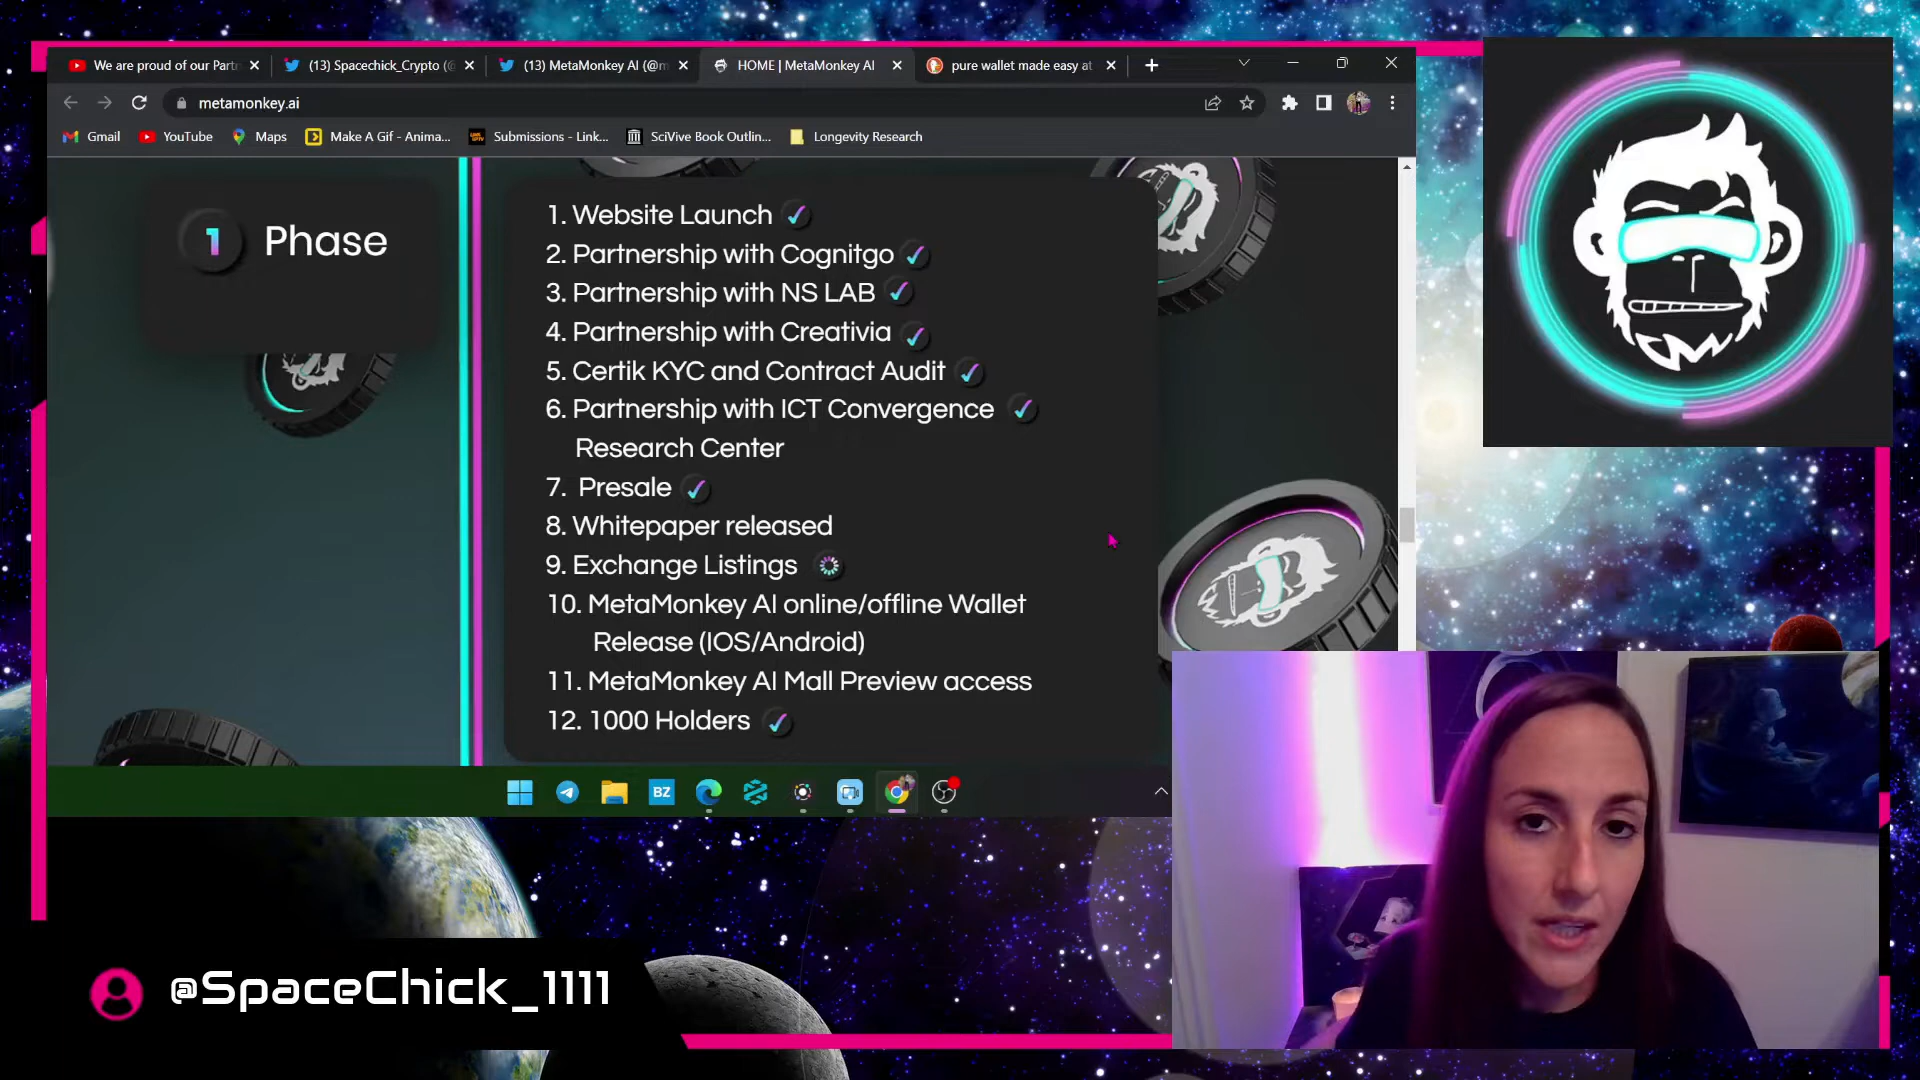 We are proud of our Partn
(13) Spacechick_Crypto (@
(13) MetaMonkey AI (@m
HOME | MetaMonkey AI
pure wallet made easy at
metamonkey.ai
Gmail
YouTube
Maps
Make A Gif - Anima...
Submissions - Link...
SciVive Book Outlin...
Longevity Research
1 Phase
1. Website Launch
2. Partnership with Cognitgo
3. Partnership with NS LAB
4. Partnership with Creativia
5. Certik KYC and Contract Audit
6. Partnership with ICT Convergence
Research Center
7. Presale
8. Whitepaper released
9. Exchange Listings
10. MetaMonkey AI online/offline Wallet
Release (IOS/Android)
11. MetaMonkey AI Mall Preview access
12. 1000 Holders
BZ
@SpaceChick_1111